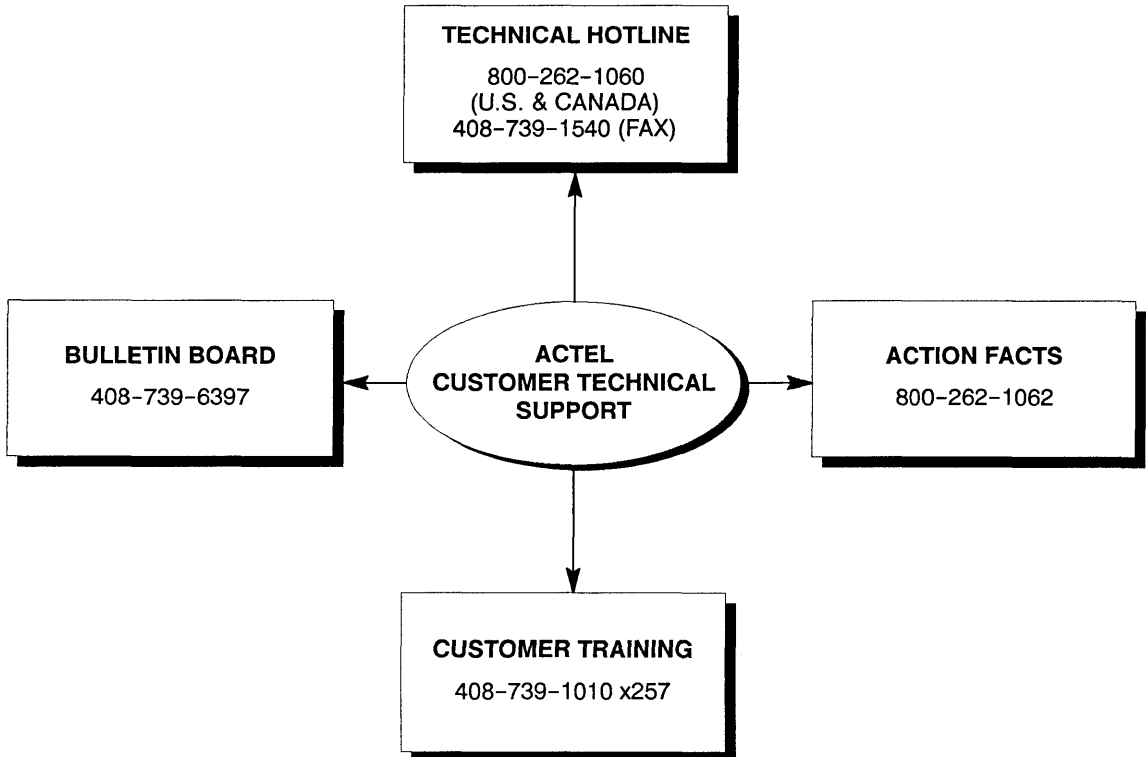 TECHNICAL HOTLINE
800-262-1060
(U.S. & CANADA)
408-739-1540 (FAX)
BULLETIN BOARD
408-739-6397
ACTEL
CUSTOMER TECHNICAL
SUPPORT
ACTION FACTS
800-262-1062
CUSTOMER TRAINING
408-739-1010 x257